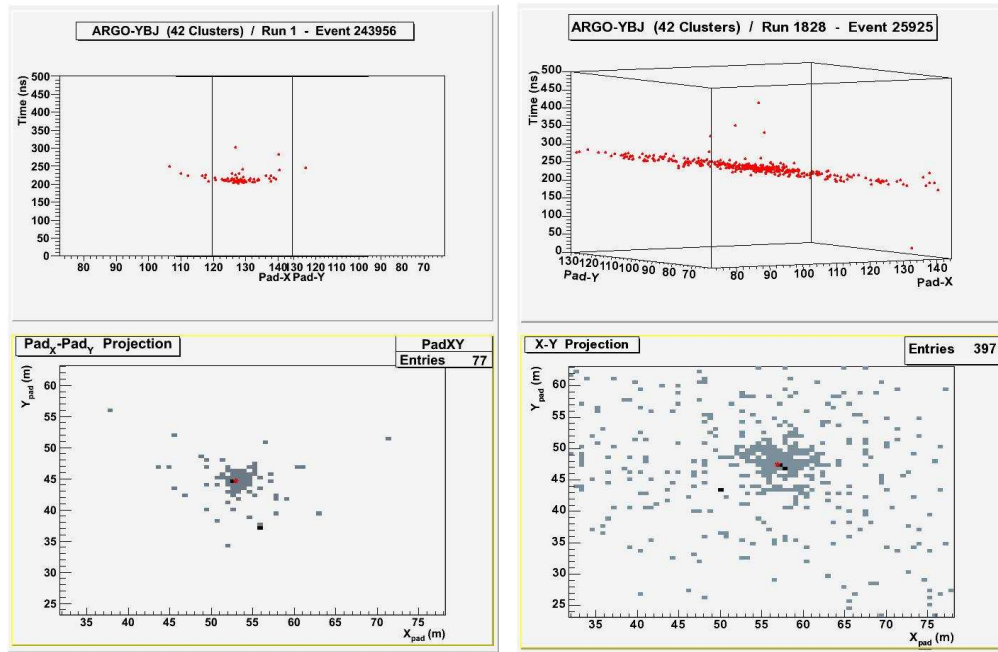 ARGO-YBJ (42 Clusters) / Run 1 - Event 243956
Time (ns)
500
450
400
350
300
250
200
150
100
50
0
80 90 100 110 120 130 140 130 120 110 100 90 80 70
Pad-X Pad-Y
ARGO-YBJ (42 Clusters) / Run 1828 - Event 25925
Time (ns)
500
450
400
350
300
250
200
150
100
50
0
130 120 110 100 90 80 70
Pad-Y
80 90 100 110 120 130 140
Pad-X
PadX-PadY Projection
PadXY
Entries 77
Ypad (m)
60
55
50
45
40
35
30
25
35 40 45 50 55 60 65 70 75
Xpad (m)
X-Y Projection
Entries 397
Ypad (m)
60
55
50
45
40
35
30
25
35 40 45 50 55 60 65 70 75
Xpad (m)